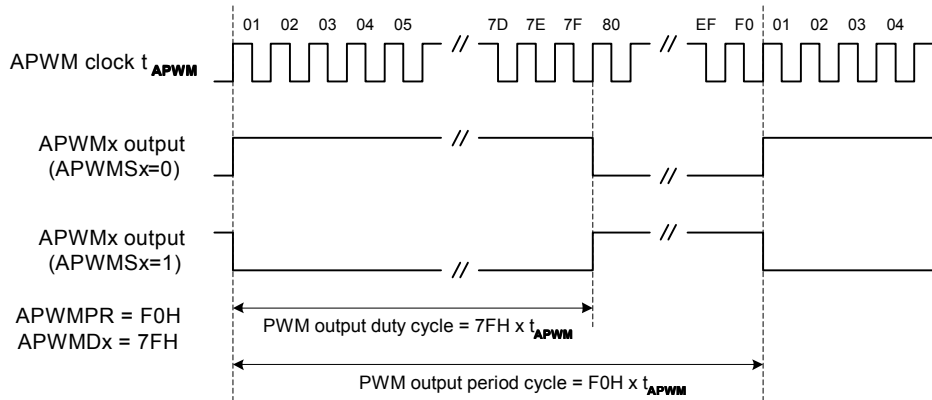 01 02 03 04 05 // 7D 7E 7F 80 // EF F0 01 02 03 04
APWM clock tAPWM
APWMx output
(APWMSx=0)
// //
APWMx output
(APWMSx=1)
// //
APWMPR = F0H
APWMDx = 7FH
PWM output duty cycle = 7FH x tAPWM
PWM output period cycle = F0H x tAPWM